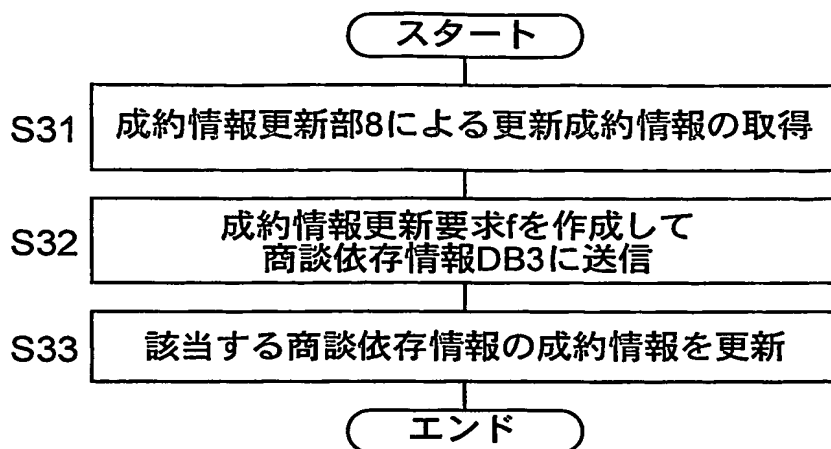 スタート
S31 成約情報更新部8による更新成約情報の取得
S32 成約情報更新要求fを作成して
商談依存情報DB3に送信
S33 該当する商談依存情報の成約情報を更新
エンド